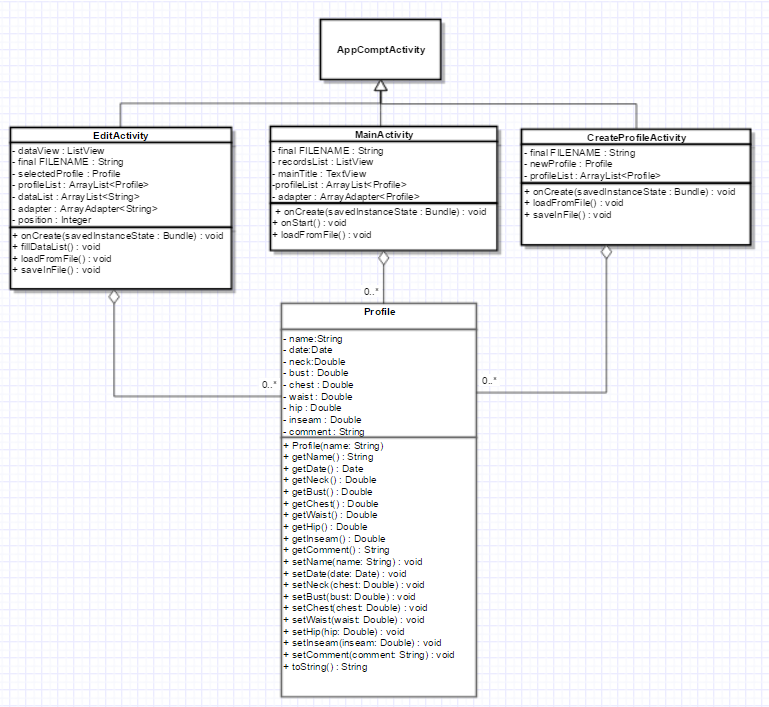 AppComptActivity
EditActivity
- dataView : ListView
- final FILENAME : String
- selectedProfile : Profile
- profileList : ArrayList<Profile>
- dataList : ArrayList<String>
- adapter : ArrayAdapter<String>
- position : Integer
+ onCreate(savedInstanceState : Bundle) : void
+ fillDataList() : void
+ loadFromFile() : void
+ saveInFile() : void
MainActivity
- final FILENAME : String
- recordsList : ListView
- mainTitle : TextView
-profileList : ArrayList<Profile>
- adapter : ArrayAdapter<Profile>
+ onCreate(savedInstanceState : Bundle) : void
+ onStart() : void
+ loadFromFile() : void
CreateProfileActivity
- final FILENAME : String
- newProfile : Profile
- profileList : ArrayList<Profile>
+ onCreate(savedInstanceState : Bundle) : void
+ loadFromFile() : void
+ saveInFile() : void
0..*
0..*
0..*
Profile
- name:String
- date:Date
- neck:Double
- bust : Double
- chest : Double
- waist : Double
- hip : Double
- inseam : Double
- comment : String
+ Profile(name: String)
+ getName() : String
+ getDate() : Date
+ getNeck() : Double
+ getBust() : Double
+ getChest() : Double
+ getWaist() : Double
+ getHip() : Double
+ getInseam() : Double
+ getComment() : String
+ setName(name: String) : void
+ setDate(date: Date) : void
+ setNeck(chest: Double) : void
+ setBust(bust: Double) : void
+ setChest(chest: Double) : void
+ setWaist(waist: Double) : void
+ setHip(hip: Double) : void
+ setInseam(inseam: Double) : void
+ setComment(comment: String) : void
+ toString() : String